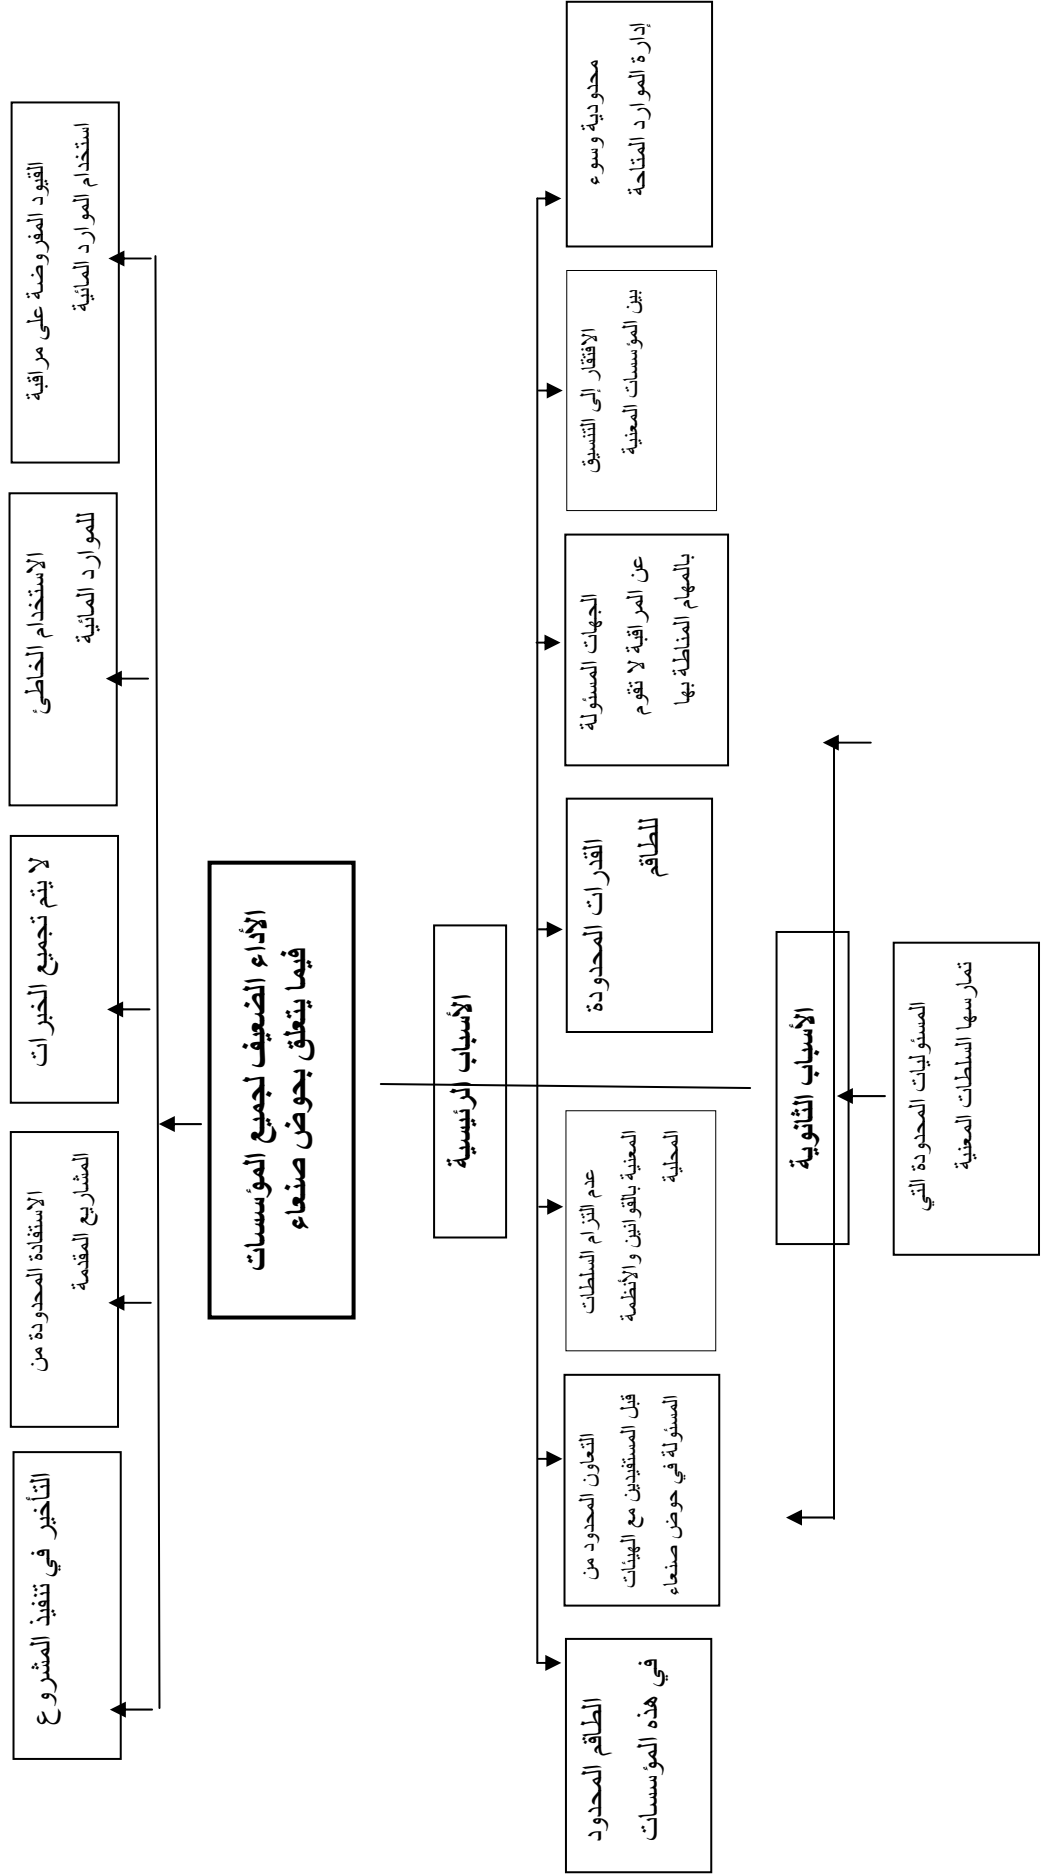 القيود المفروضة على مراقبة
استخدام الموارد المائية
الاستخدام الخاطئ
للموارد المائية
لا يتم تجميع الخبرات
الاستفادة المحدودة من
المشاريع المقدمة
التأخير في تنفيذ المشروع
الأداء الضعيف لجميع المؤسسات
فيما يتعلق بحوض صنعاء
الأسباب الرئيسية
محدودية وسوء
إدارة الموارد المتاحة
الافتقار إلى التنسيق
بين المؤسسات المعنية
الجهات المسئولة
عن المراقبة لا تقوم
بالمهام المناطة بها
القدرات المحدودة
للطاقم
عدم التزام السلطات
المعنية بالقوانين والأنظمة
المحلية
التعاون المحدود من
قبل المستفيدين مع الهيئات
المسئولة في حوض صنعاء
الطاقم المحدود
في هذه المؤسسات
الأسباب الثانوية
المسئوليات المحدودة التي
تمارسها السلطات المعنية